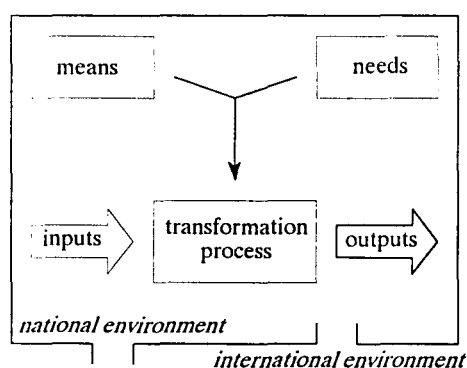 means
needs
inputs
transformation
process
outputs
national environment
international environment